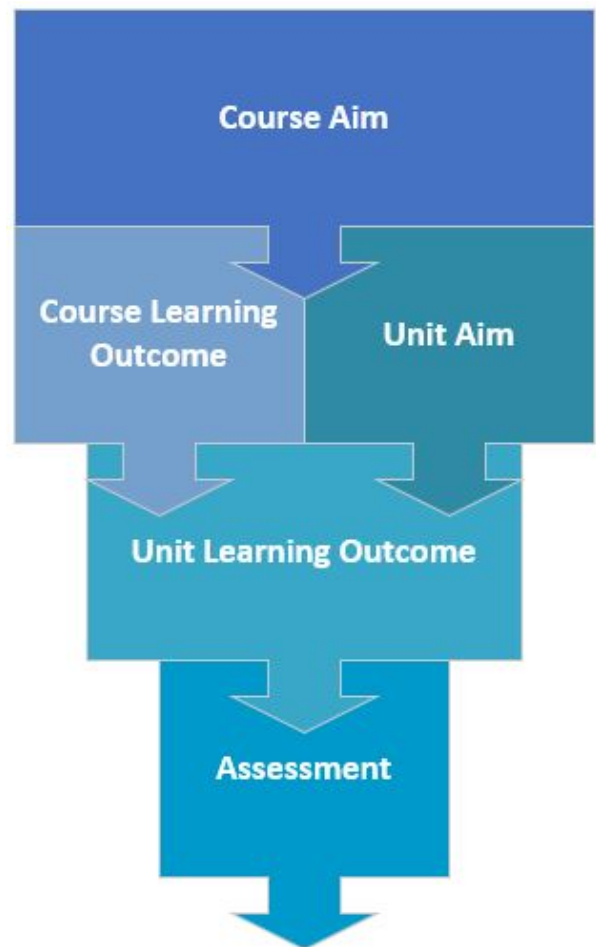 Course Aim
Course Learning
Outcome
Unit Aim
Unit Learning Outcome
Assessment